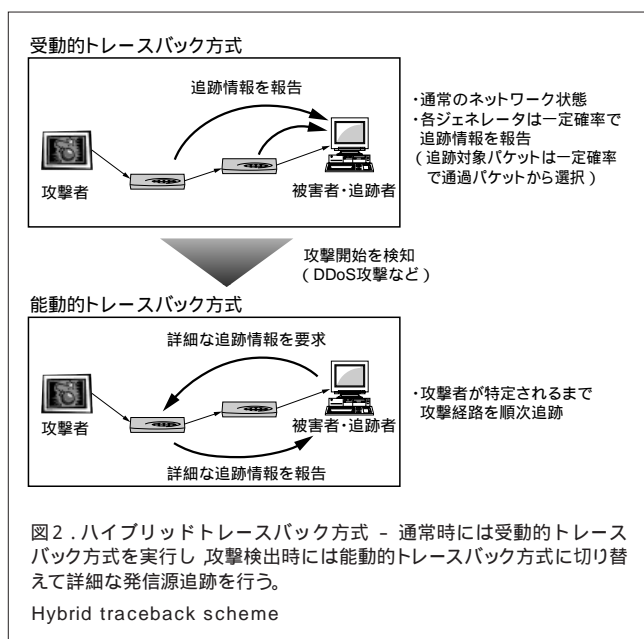 受動的トレースバック方式
追跡情報を報告
攻撃者
被害者・追跡者
・通常のネットワーク状態
・各ジェネレータは一定確率で
追跡情報を報告
(追跡対象パケットは一定確率
で通過パケットから選択)
攻撃開始を検知
(DDoS攻撃など)
能動的トレースバック方式
詳細な追跡情報を要求
攻撃者
被害者・追跡者
詳細な追跡情報を報告
・攻撃者が特定されるまで
攻撃経路を順次追跡
図2.ハイブリッドトレースバック方式 - 通常時には受動的トレース
バック方式を実行し,攻撃検出時には能動的トレースバック方式に切り替
えて詳細な発信源追跡を行う。
Hybrid traceback scheme